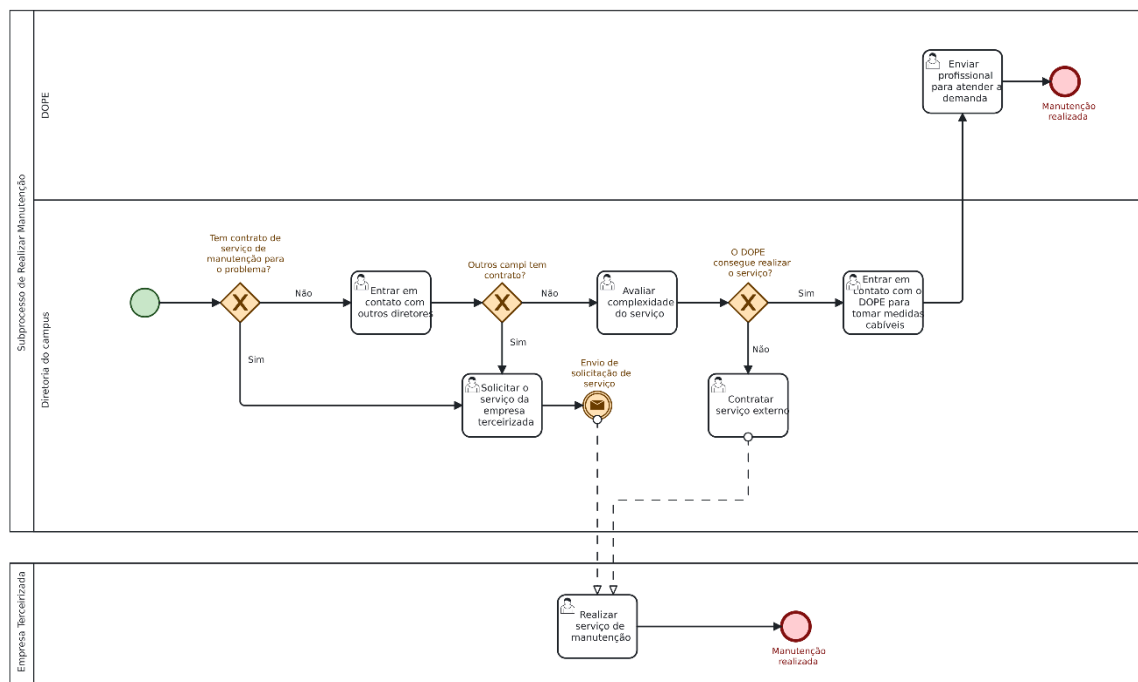 Subprocesso de Realizar Manutenção
DOPE
Enviar
profissional
para atender a
demanda
Manutenção
realizada
Diretoria do campus
Tem contrato de
serviço de
manutenção para
o problema?
Não
Sim
Entrar em
contato com
outros diretores
Outros campi tem
contrato?
Não
Sim
Avaliar
complexidade
do serviço
O DOPE
consegue realizar
o serviço?
Sim
Não
Entrar em
contato com o
DOPE para
tomar medidas
cabíveis
Solicitar o
serviço da
empresa
terceirizada
Envio de
solicitação de
serviço
Contratar
serviço externo
Empresa Terceirizada
Realizar
serviço de
manutenção
Manutenção
realizada